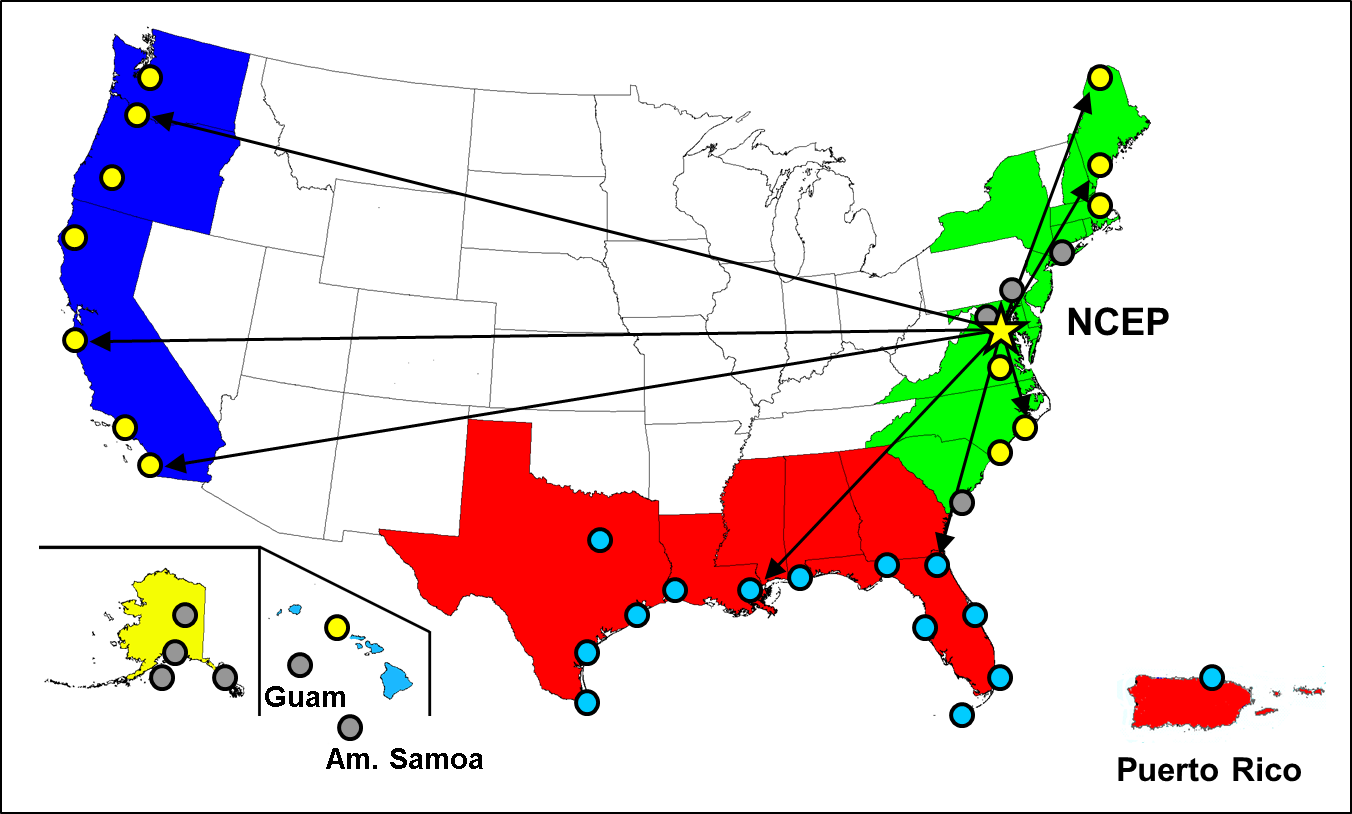 NCEP
Guam
Am. Samoa
Puerto Rico